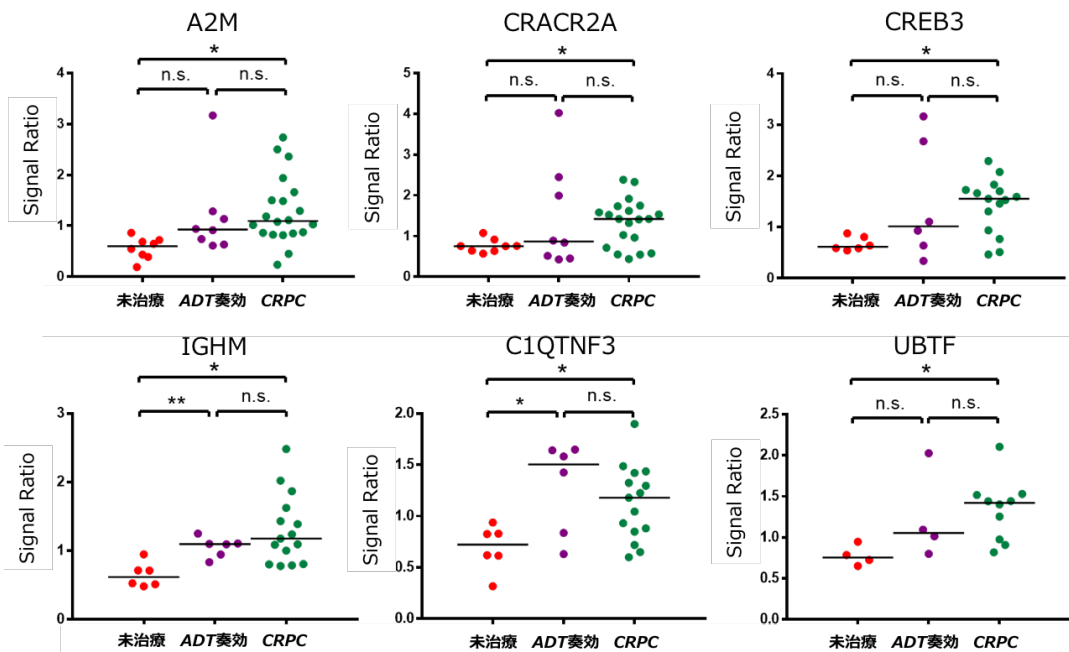 A2M
*
n.s.
n.s.
Signal Ratio
4
3
2
1
0
未治療
ADT奏効
CRPC
CRACR2A
*
n.s.
n.s.
Signal Ratio
5
4
3
2
1
0
未治療
ADT奏効
CRPC
CREB3
*
n.s.
n.s.
Signal Ratio
4
3
2
1
0
未治療
ADT奏効
CRPC
IGHM
*
**
n.s.
Signal Ratio
3
2
1
0
未治療
ADT奏効
CRPC
C1QTNF3
*
*
n.s.
Signal Ratio
2.0
1.5
1.0
0.5
0.0
未治療
ADT奏効
CRPC
UBTF
*
n.s.
n.s.
Signal Ratio
2.5
2.0
1.5
1.0
0.5
0.0
未治療
ADT奏効
CRPC